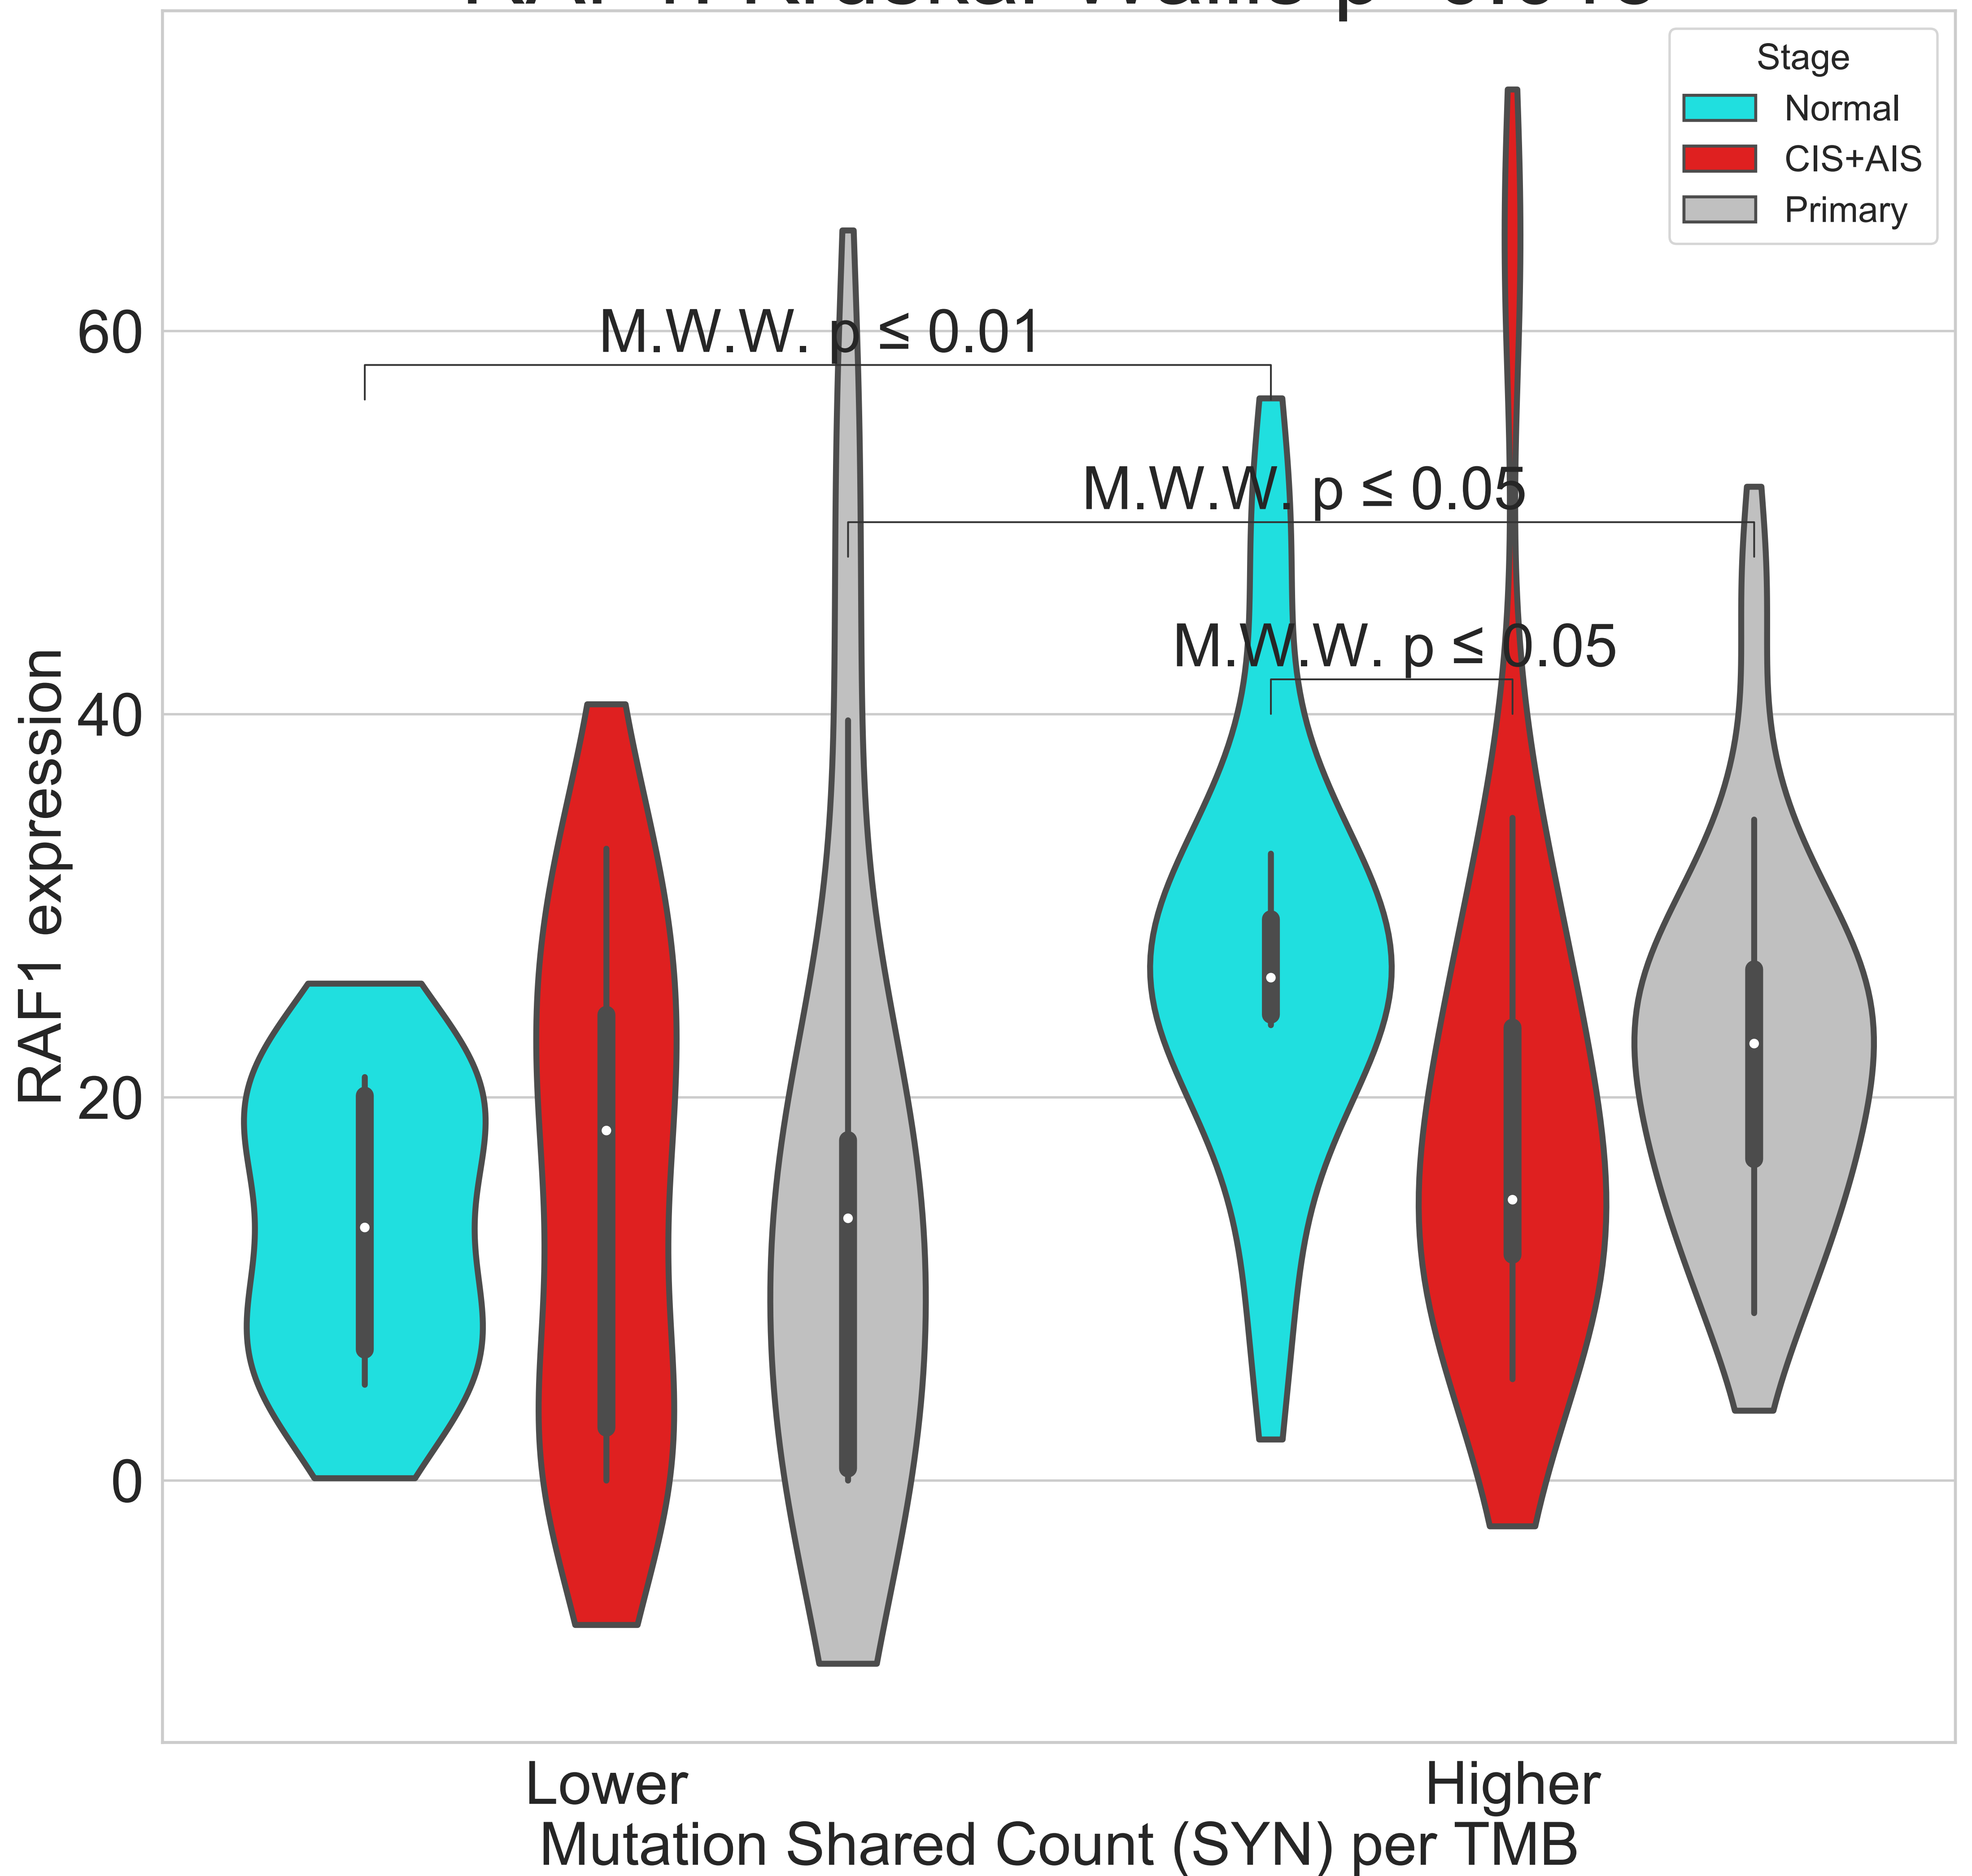 Stage
Normal
CIS+AIS
Primary
60
M.W.W. p ≤ 0.01
M.W.W. p ≤ 0.05
M.W.W. p ≤ 0.05
40
20
0
RAF1 expression
Lower
Higher
Mutation Shared Count (SYN) per TMB